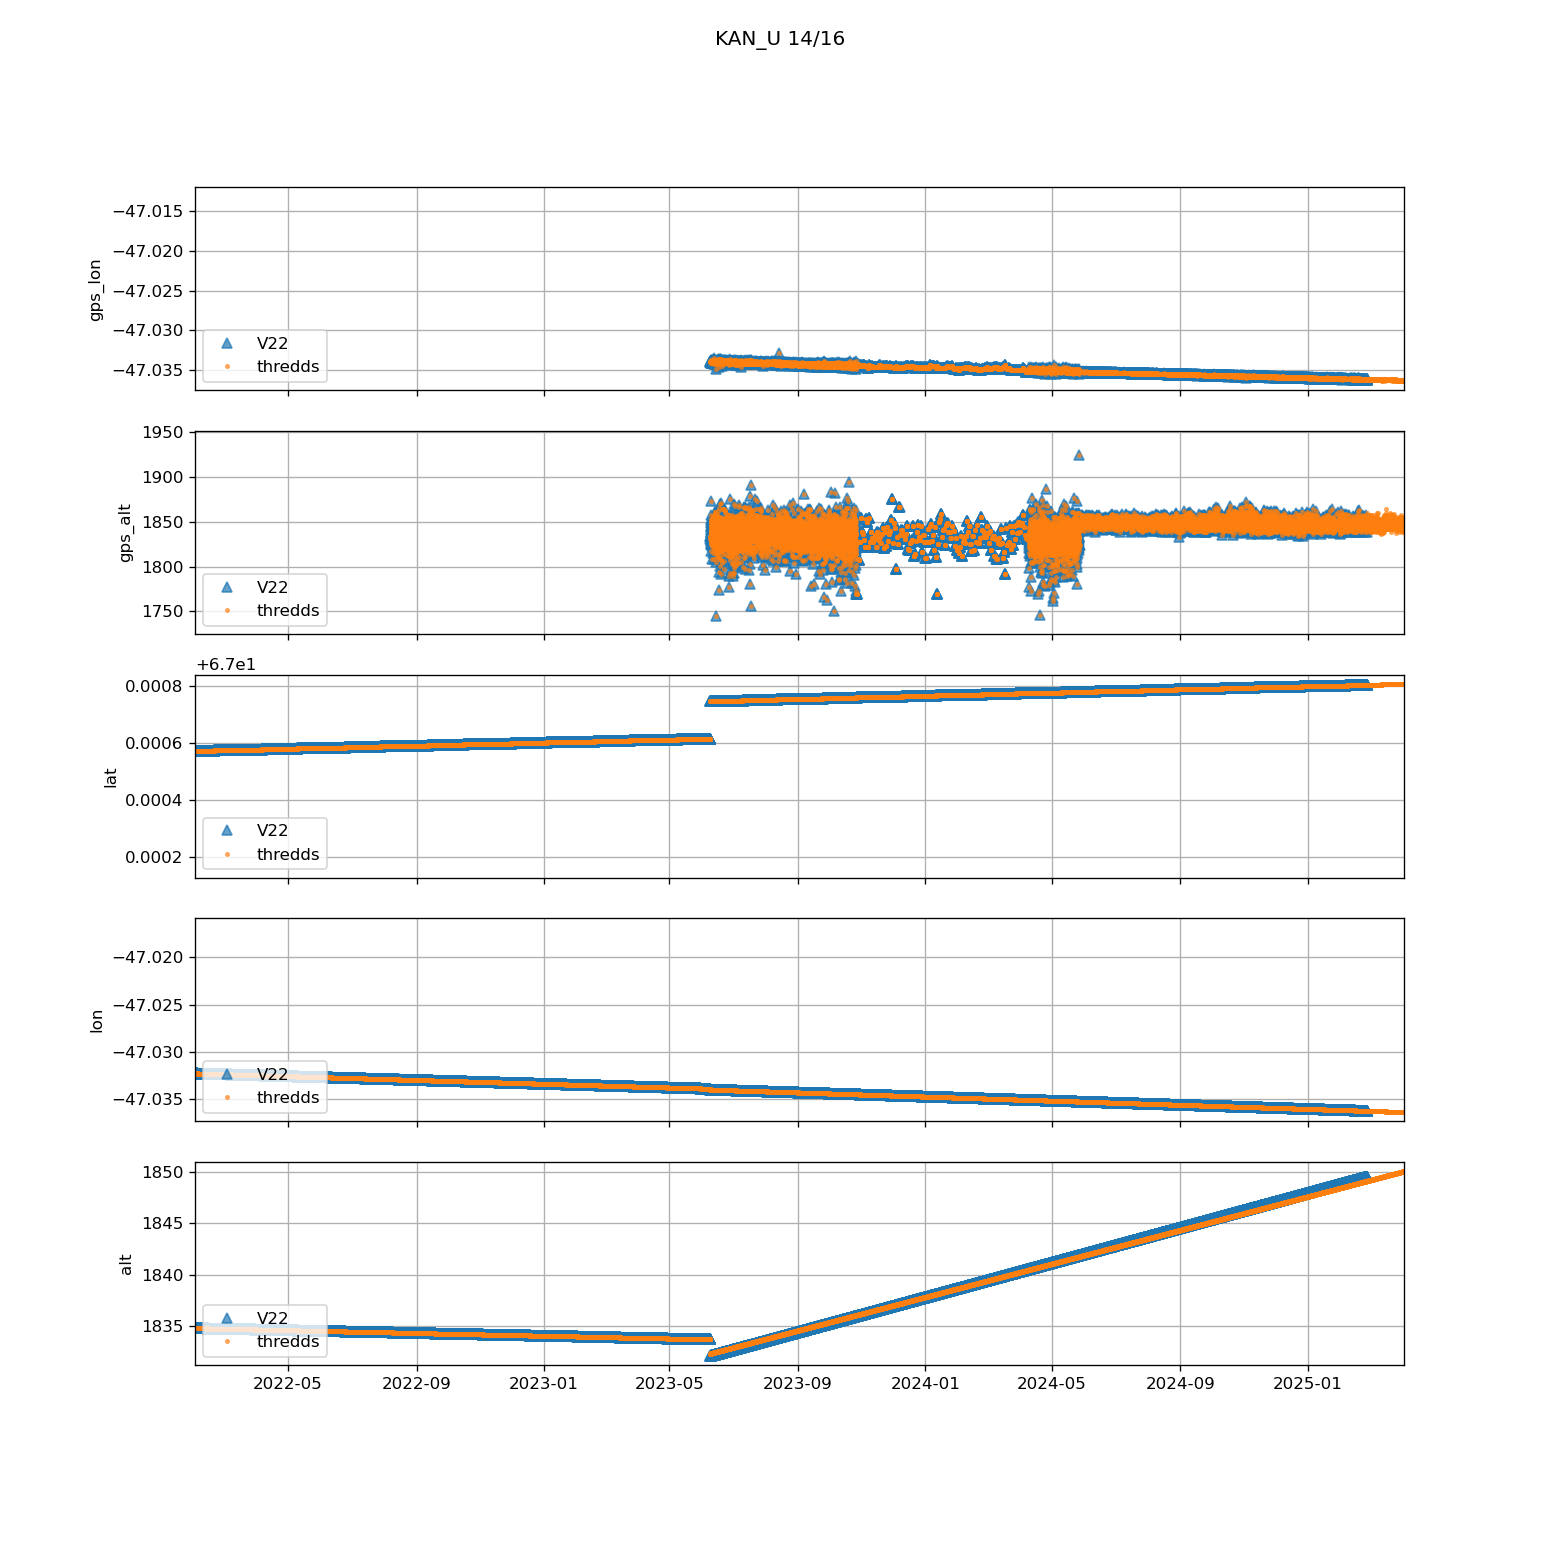 KAN_U 14/16
−47.015
−47.020
−47.025
−47.030
−47.035
gps_lon
V22
thredds
1950
1900
1850
1800
1750
gps_alt
V22
thredds
+6.7e1
0.0008
0.0006
0.0004
0.0002
lat
V22
thredds
−47.020
−47.025
−47.030
−47.035
lon
V22
thredds
1850
1845
1840
1835
alt
V22
thredds
2022-05 2022-09 2023-01 2023-05 2023-09 2024-01 2024-05 2024-09 2025-01